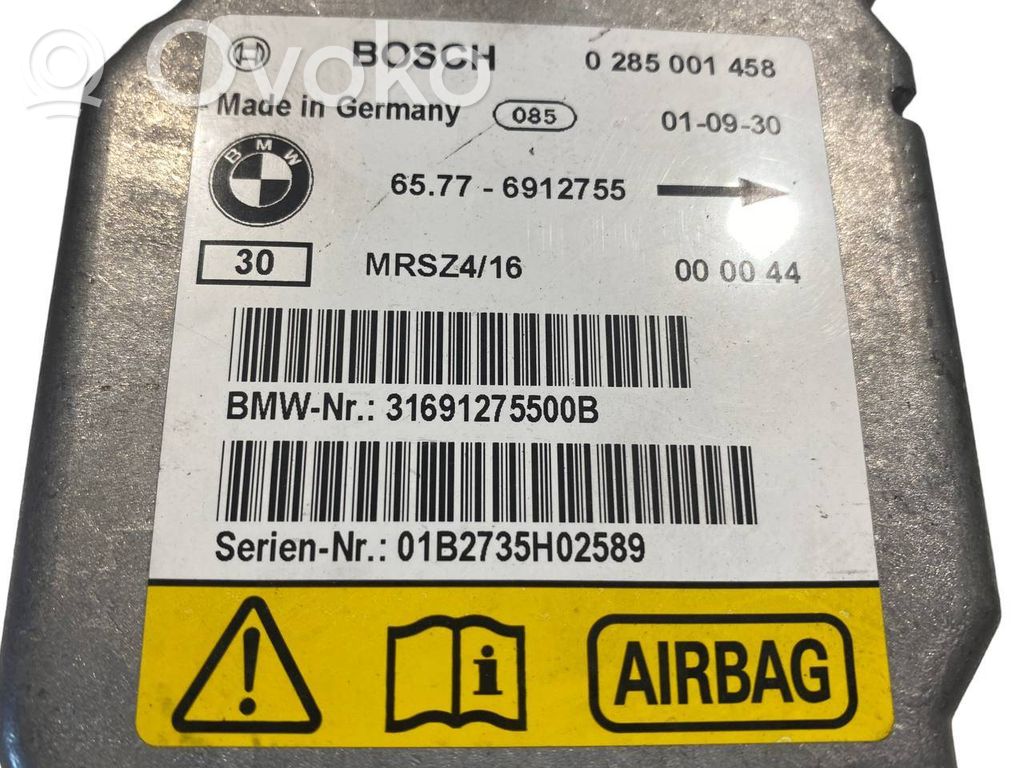 BOSCH 0 285 001 458
Ovoko
Made in Germany 085 01-09-30
BMW
65.77 - 6912755
30 MRSZ4/16 00 00 44
BMW-Nr.: 31691275500B
Serien-Nr.: 01B2735H02589
i AIRBAG